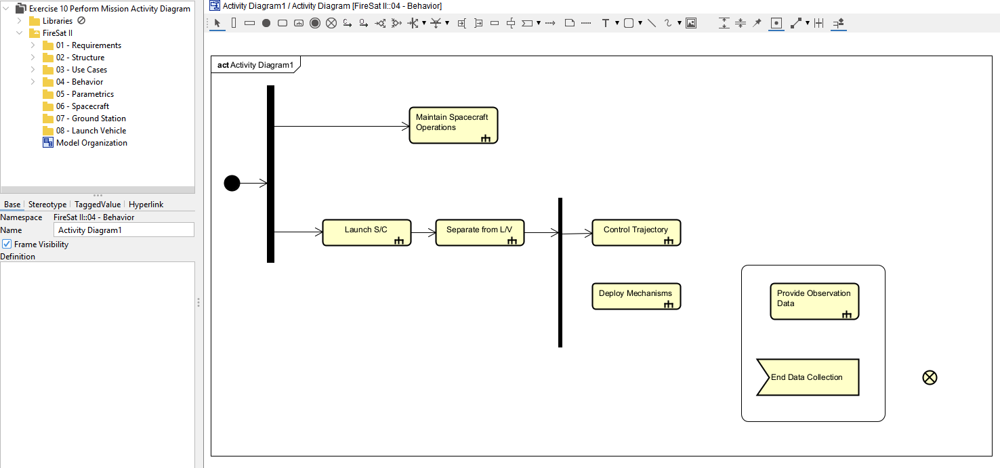 Exercise 10 Perform Mission Activity Diagram
Libraries
FireSat II
01 - Requirements
02 - Structure
03 - Use Cases
04 - Behavior
05 - Parametrics
06 - Spacecraft
07 - Ground Station
08 - Launch Vehicle
Model Organization
Base Stereotype TaggedValue Hyperlink
Namespace FireSat II::04 - Behavior
Name Activity Diagram1
Frame Visibility
Definition
Activity Diagram1 / Activity Diagram [FireSat II::04 - Behavior]
T
act Activity Diagram1
Maintain Spacecraft
Operations
Launch S/C
Separate from L/V
Control Trajectory
Deploy Mechanisms
Provide Observation
Data
End Data Collection